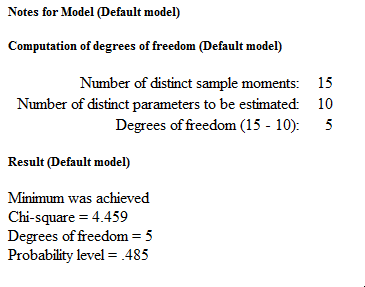 Notes for Model (Default model)
Computation of degrees of freedom (Default model)
Number of distinct sample moments: 15
Number of distinct parameters to be estimated: 10
Degrees of freedom (15 - 10): 5
Result (Default model)
Minimum was achieved
Chi-square = 4.459
Degrees of freedom = 5
Probability level = .485